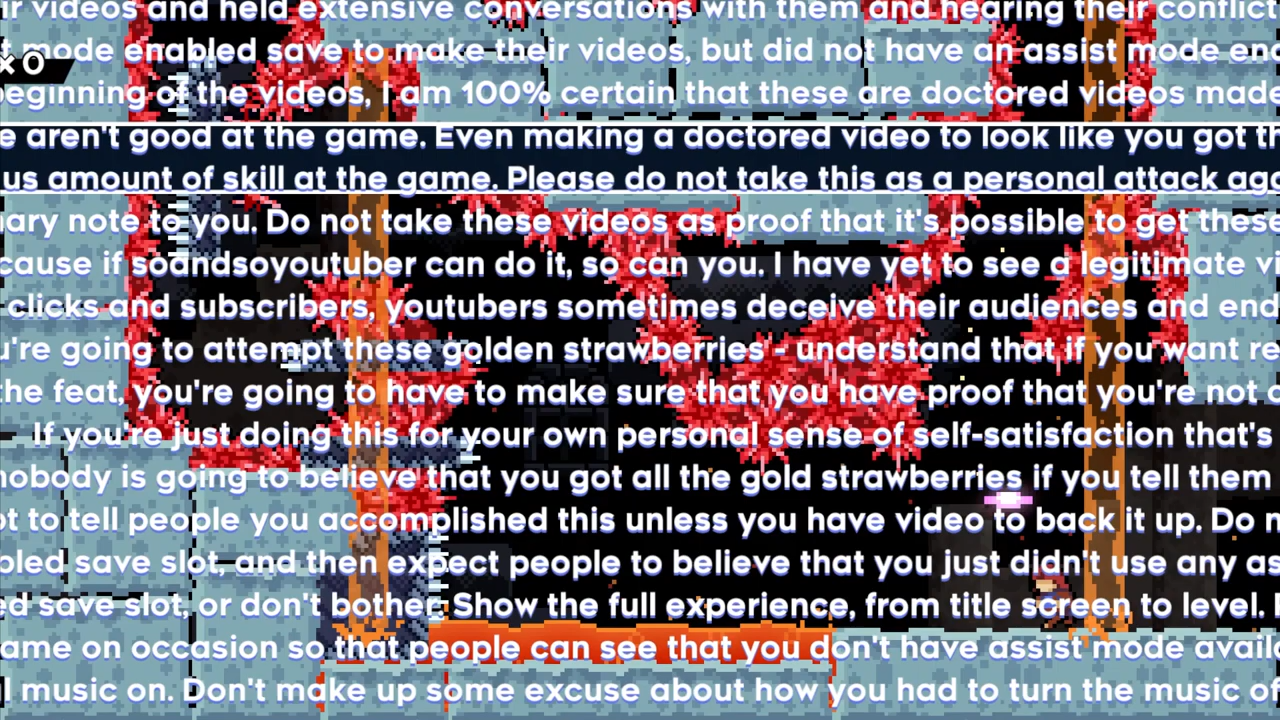 videos and held extensive conversations with them and hearing their conflict
mode enabled save to make their videos, but did not have an assist mode
x 0
beginning of the videos, I am 100% certain that these are doctored videos made
aren't good at the game. Even making a doctored video to look like you got
us amount of skill at the game. Please do not take this as a personal attack
note to you. Do not take these videos as proof that it's possible to get these
cause if soandsoyoutuber can do it, so can you. I have yet to see a legitimate
clicks and subscribers, youtubers sometimes deceive their audiences and end
u're going to attempt these golden strawberries - understand that if you want
the feat, you're going to have to make sure that you have proof that you're not
If you're just doing this for your own personal sense of self-satisfaction that's
nobody is going to believe that you got all the gold strawberries if you tell them
to tell people you accomplished this unless you have video to back it up. Do
save slot, and then expect people to believe that you just didn't use any
save slot, or don't bother. Show the full experience, from title screen to level.
ame on occasion so that people can see that you don't have assist mode
music on. Don't make up some excuse about how you had to turn the music